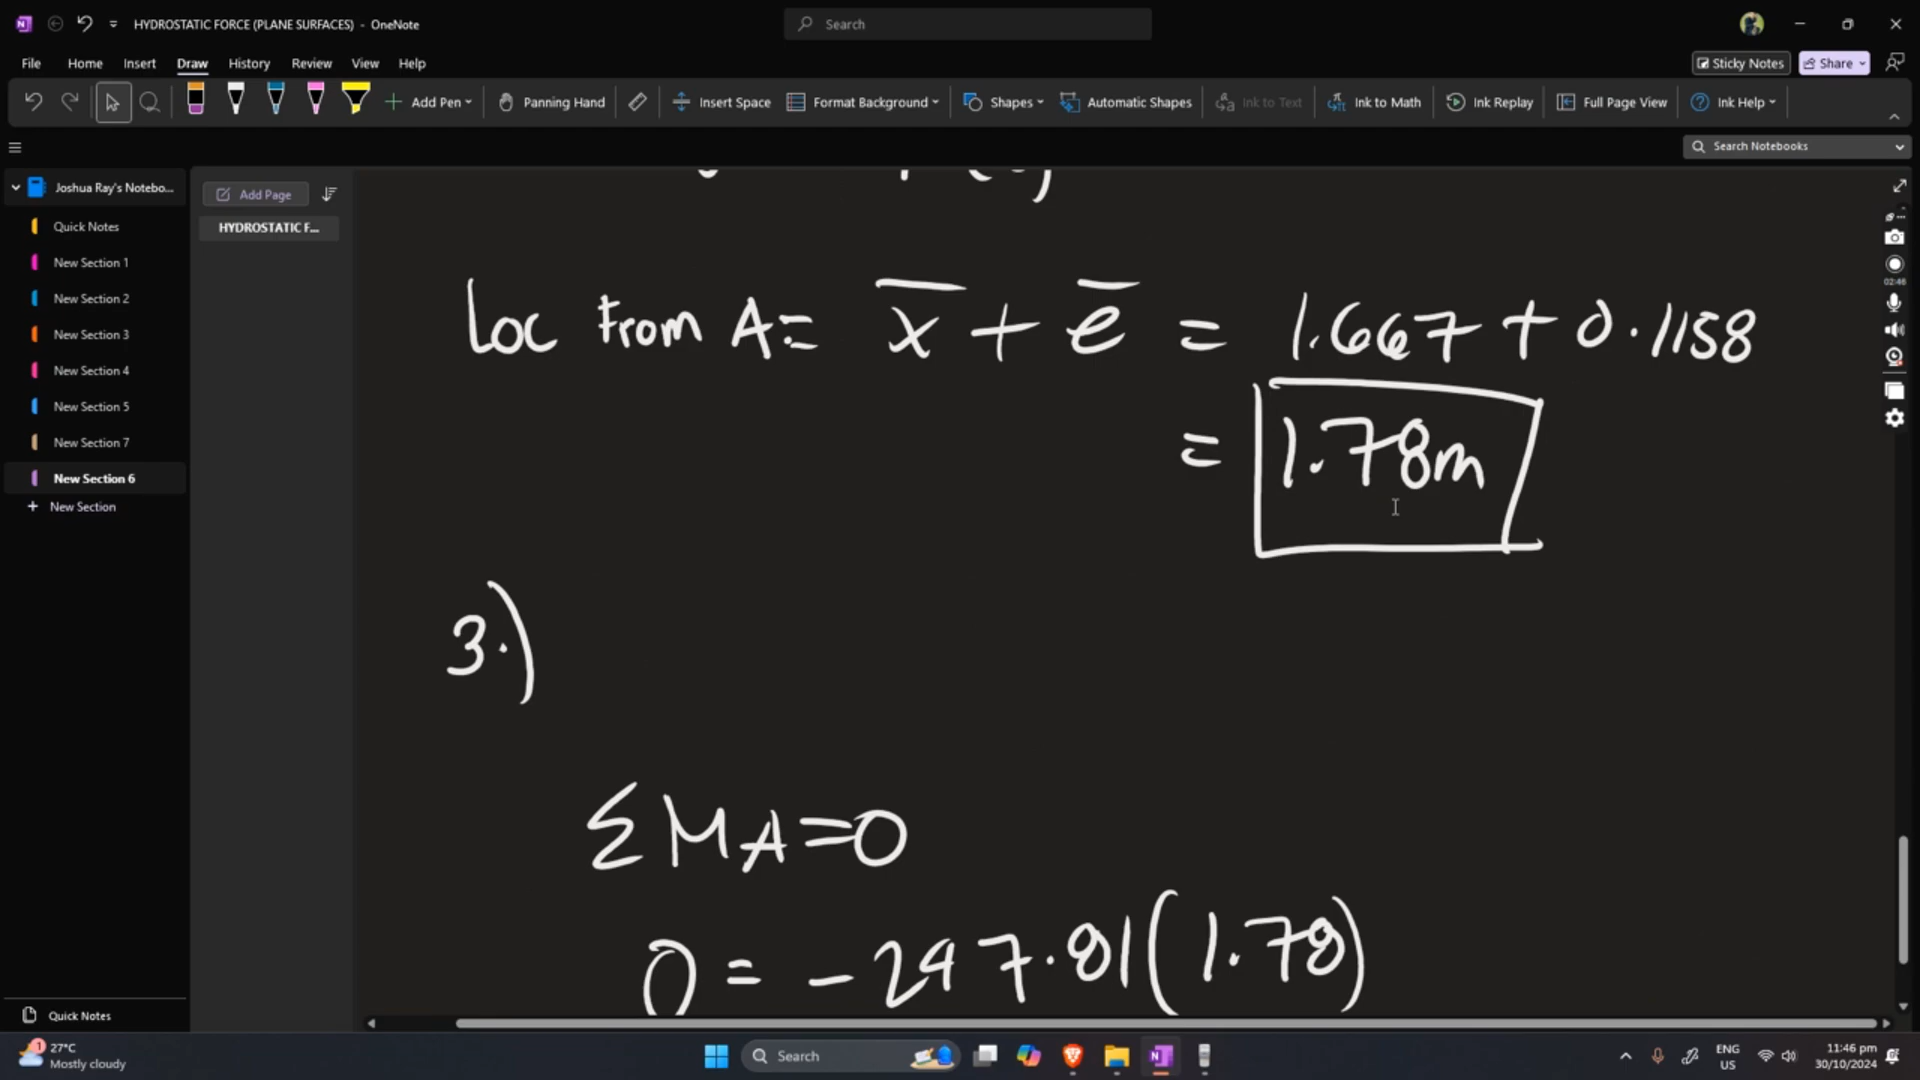 HYDROSTATIC FORCE (PLANE SURFACES) - OneNote
Search
File Home Insert Draw History Review View Help
Sticky Notes Share
Add Pen Panning Hand Insert Space Format Background Shapes Automatic Shapes Ink to Text Ink to Math Ink Replay Full Page View Ink Help
Search Notebooks
Joshua Ray's Notebo...
Quick Notes
New Section 1
New Section 2
New Section 3
New Section 4
New Section 5
New Section 7
New Section 6
New Section
Quick Notes
Add Page
HYDROSTATIC F...
Loc From A = x̅ + e̅ = 1.667 + 0.1158
= 1.78m
3.)
ΣMA=0
0 = -247.81(1.78)
02:46
1
27°C
Mostly cloudy
Search
ENG
US
11:46 pm
30/10/2024